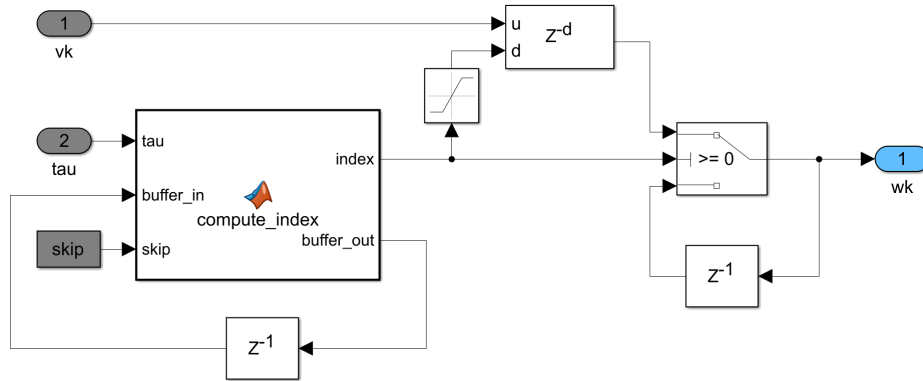 1
vk
u
d
Z-d
2
tau
tau
buffer_in
skip
skip
index
compute_index
buffer_out
>= 0
1
wk
Z-1
Z-1